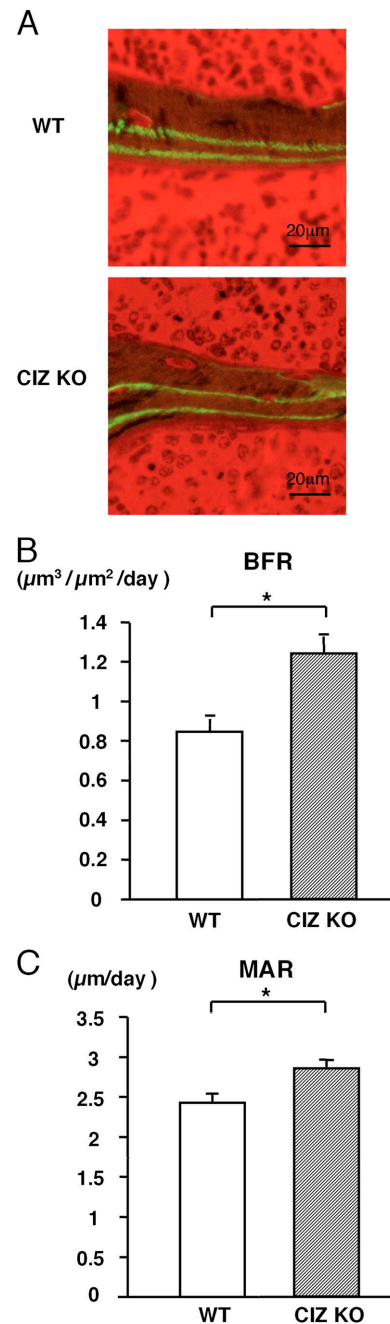 A
WT
20μm
CIZ KO
20μm
B
BFR
(μm³/μm²/day)
*
1.4
1.2
1
0.8
0.6
0.4
0.2
0
WT CIZ KO
C
MAR
(μm/day)
*
3.5
3
2.5
2
1.5
1
0.5
0
WT CIZ KO